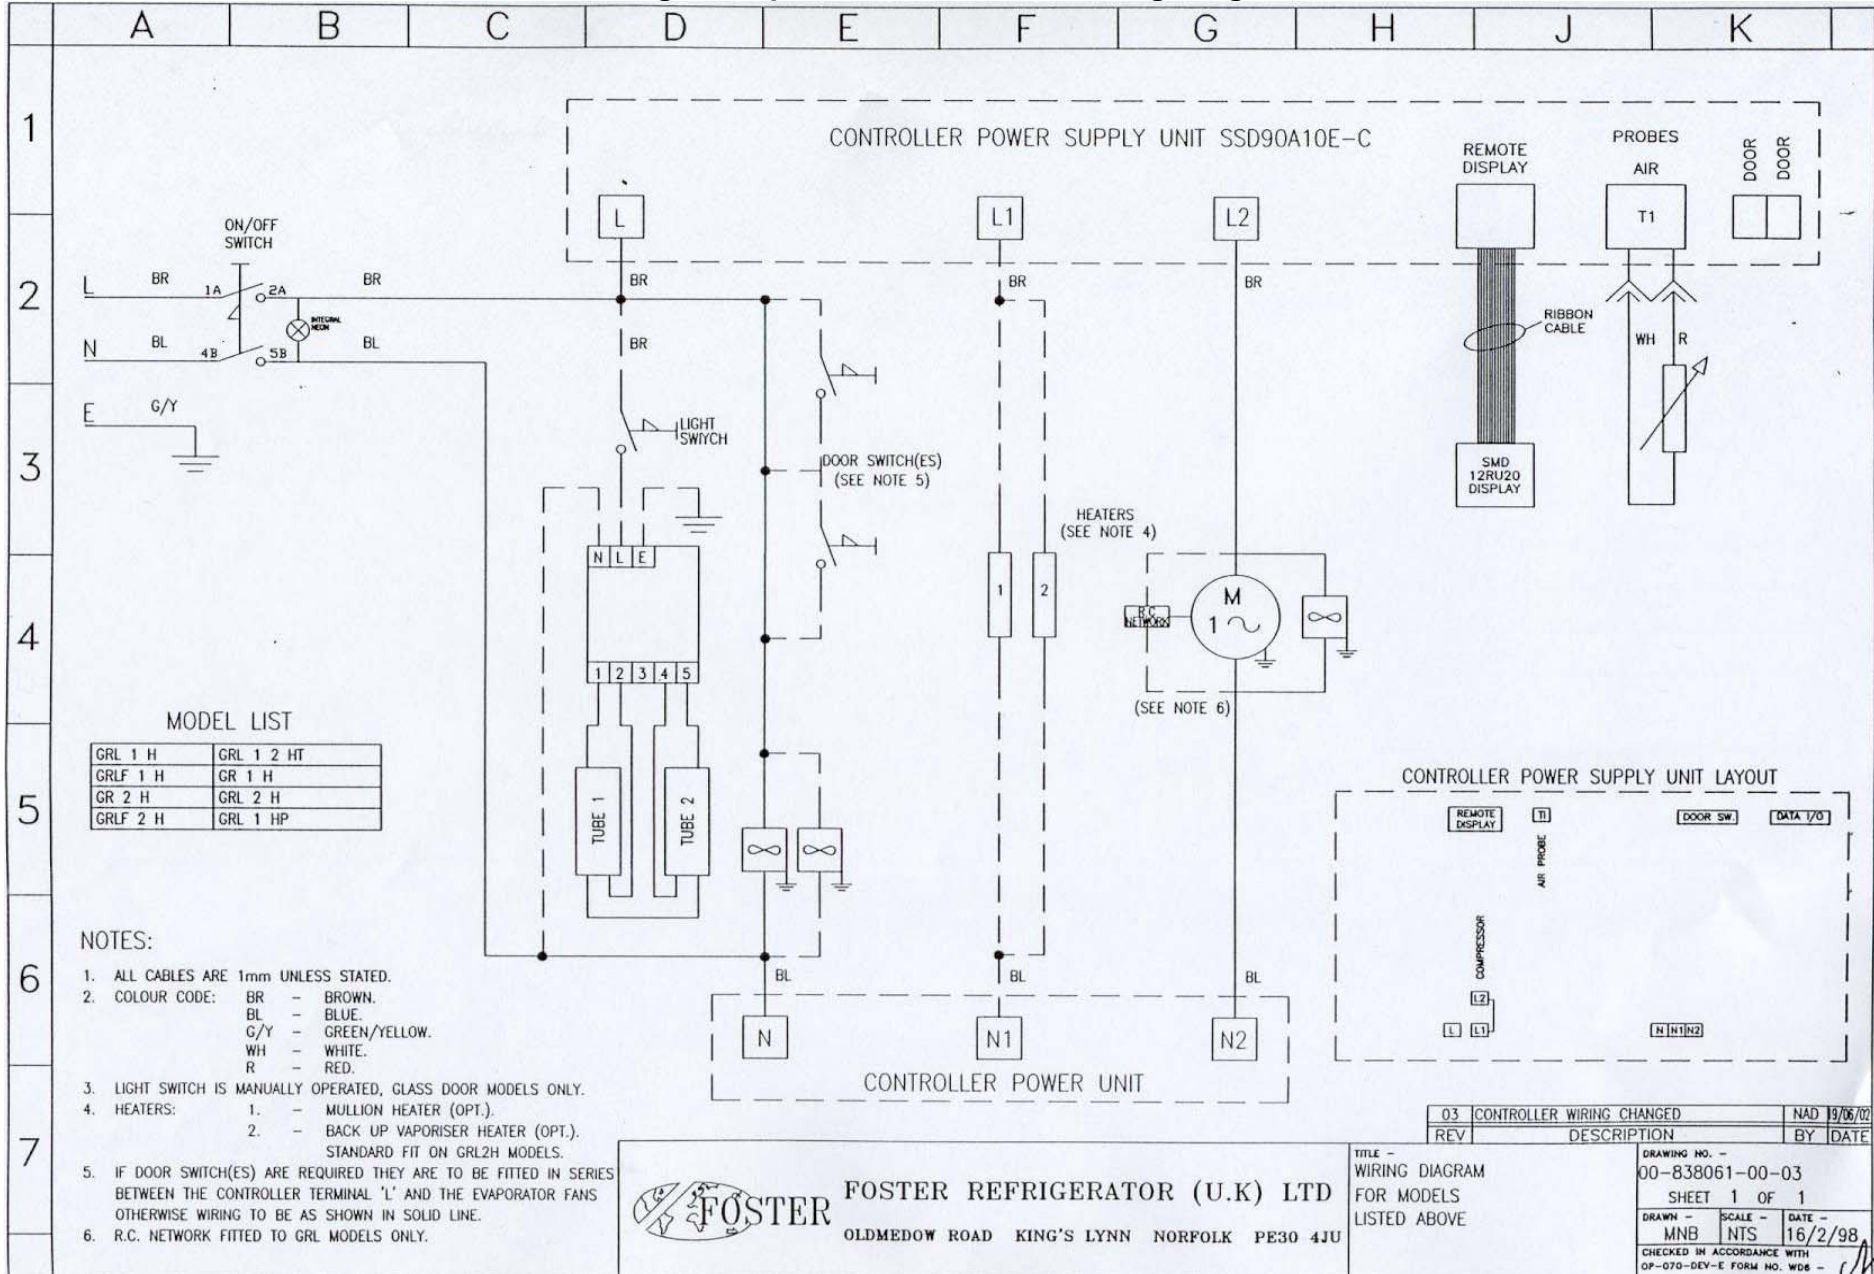 A B C D E F G H J K
1
2
3
4
5
6
7
CONTROLLER POWER SUPPLY UNIT SSD90A10E-C
REMOTE
DISPLAY
PROBES
AIR
DOOR
DOOR
L
L1
L2
T1
ON/OFF
SWITCH
L BR 1A 2A BR
BR
BR
BR
INTEGRAL
NEON
N BL 4B 5B BL
BR
RIBBON
CABLE
WH R
E G/Y
LIGHT
SWIYCH
DOOR SWITCH(ES)
(SEE NOTE 5)
SMD
12RU20
DISPLAY
HEATERS
(SEE NOTE 4)
N L E
1
2
R.C
NETWORK
M
1
1 2 3 4 5
(SEE NOTE 6)
TUBE 1
TUBE 2
MODEL LIST
GRL 1 H GRL 1 2 HT
GRLF 1 H GR 1 H
GR 2 H GRL 2 H
GRLF 2 H GRL 1 HP
CONTROLLER POWER SUPPLY UNIT LAYOUT
REMOTE
DISPLAY
T1
DOOR SW.
DATA I/O
AIR PROBE
COMPRESSOR
L2
L L1
N N1 N2
BL
BL
BL
N
N1
N2
CONTROLLER POWER UNIT
NOTES:
1. ALL CABLES ARE 1mm UNLESS STATED.
2. COLOUR CODE: BR - BROWN.
BL - BLUE.
G/Y - GREEN/YELLOW.
WH - WHITE.
R - RED.
3. LIGHT SWITCH IS MANUALLY OPERATED, GLASS DOOR MODELS ONLY.
4. HEATERS: 1. - MULLION HEATER (OPT.).
2. - BACK UP VAPORISER HEATER (OPT.).
STANDARD FIT ON GRL2H MODELS.
5. IF DOOR SWITCH(ES) ARE REQUIRED THEY ARE TO BE FITTED IN SERIES
BETWEEN THE CONTROLLER TERMINAL 'L' AND THE EVAPORATOR FANS
OTHERWISE WIRING TO BE AS SHOWN IN SOLID LINE.
6. R.C. NETWORK FITTED TO GRL MODELS ONLY.
FOSTER
FOSTER REFRIGERATOR (U.K) LTD
OLDMEDOW ROAD KING'S LYNN NORFOLK PE30 4JU
03 CONTROLLER WIRING CHANGED NAD 19/06/02
REV DESCRIPTION BY DATE
TITLE -
WIRING DIAGRAM
FOR MODELS
LISTED ABOVE
DRAWING NO. -
00-838061-00-03
SHEET 1 OF 1
DRAWN - SCALE - DATE -
MNB NTS 16/2/98
CHECKED IN ACCORDANCE WITH
OP-070-DEV-E FORM NO. WD6 -